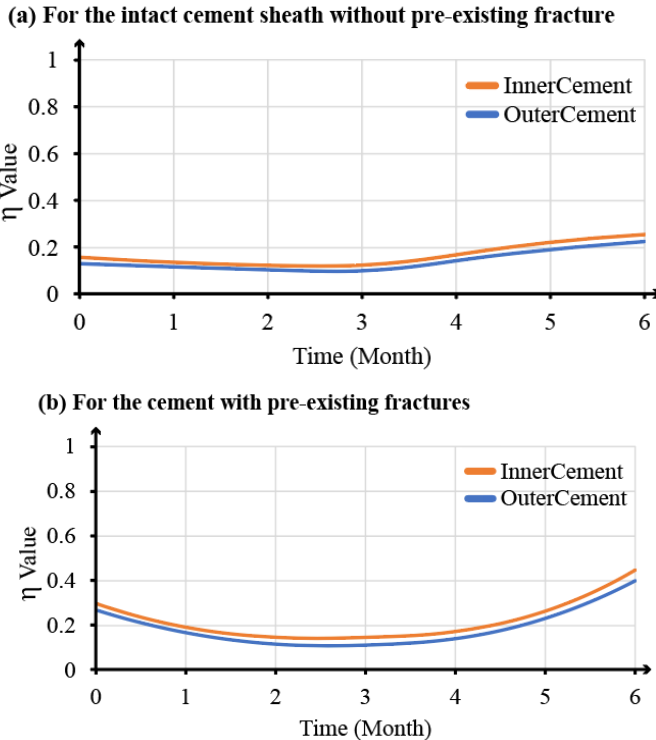 (a) For the intact cement sheath without pre-existing fracture
1
InnerCement
0.8
OuterCement
0.6
η Value
0.4
0.2
0
0 1 2 3 4 5 6
Time (Month)
(b) For the cement with pre-existing fractures
1
InnerCement
0.8
OuterCement
0.6
η Value
0.4
0.2
0
0 1 2 3 4 5 6
Time (Month)